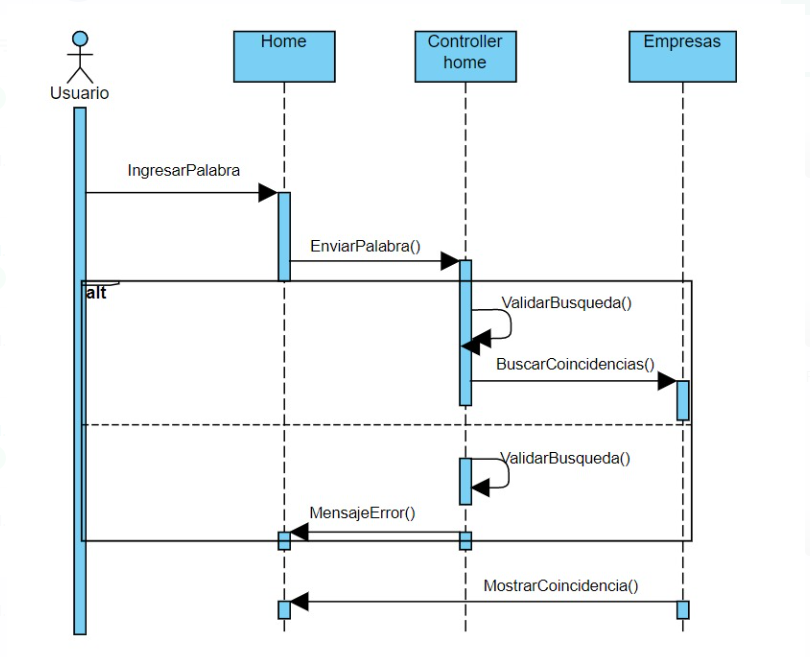 Home
Controller
home
Empresas
Usuario
IngresarPalabra
EnviarPalabra()
alt
ValidarBusqueda()
BuscarCoincidencias()
ValidarBusqueda()
MensajeError()
MostrarCoincidencia()